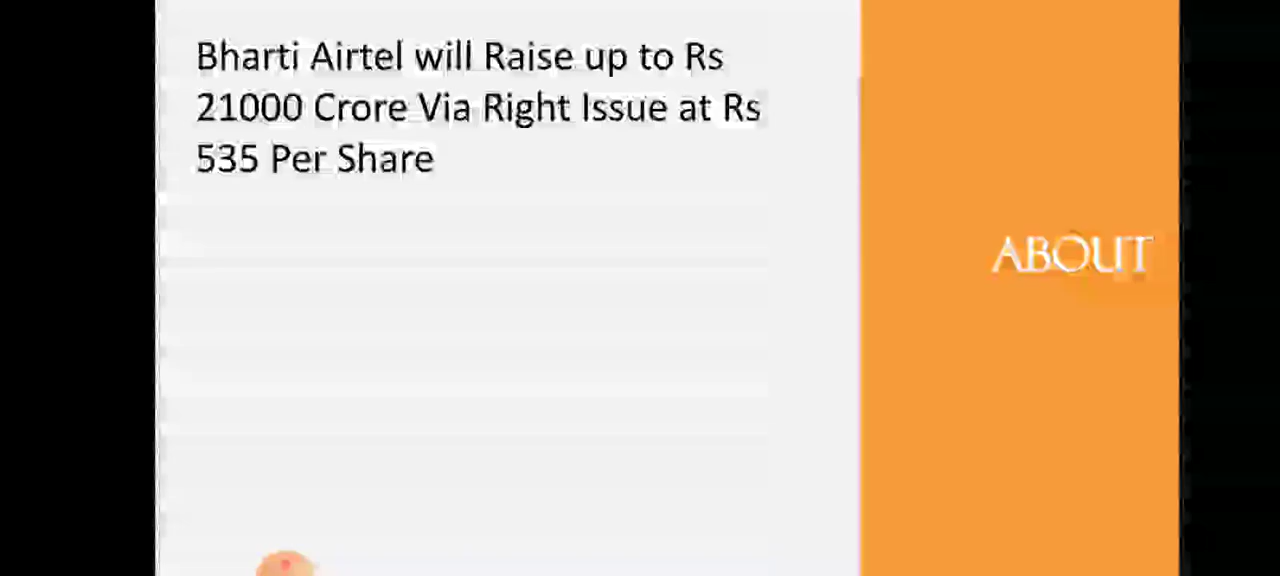 Bharti Airtel will Raise up to Rs
21000 Crore Via Right Issue at Rs
535 Per Share
ABOUT